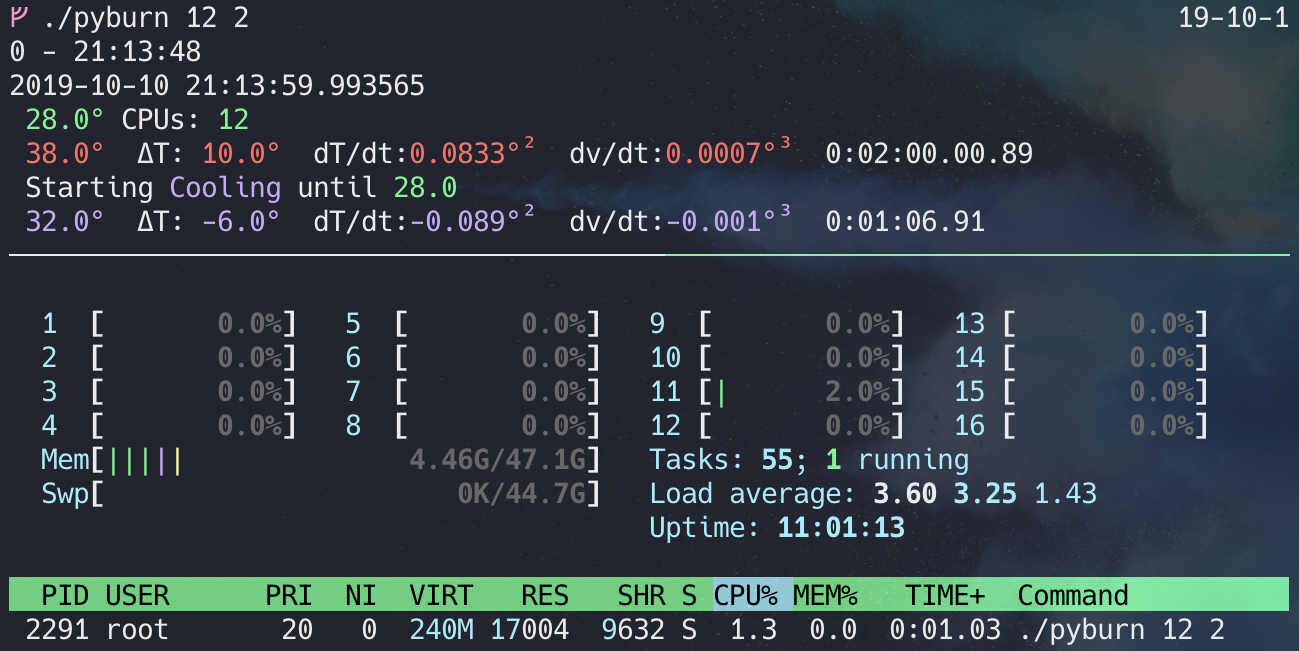 ./pyburn 12 2 19-10-1
0 - 21:13:48
2019-10-10 21:13:59.993565
28.0° CPUs: 12
38.0° ΔT: 10.0° dT/dt:0.0833°² dv/dt:0.0007°³ 0:02:00.00.89
Starting Cooling until 28.0
32.0° ΔT: -6.0° dT/dt:-0.089°² dv/dt:-0.001°³ 0:01:06.91
1 [ 0.0%] 5 [ 0.0%] 9 [ 0.0%] 13 [ 0.0%]
2 [ 0.0%] 6 [ 0.0%] 10 [ 0.0%] 14 [ 0.0%]
3 [ 0.0%] 7 [ 0.0%] 11 [| 2.0%] 15 [ 0.0%]
4 [ 0.0%] 8 [ 0.0%] 12 [ 0.0%] 16 [ 0.0%]
Mem[||||| 4.46G/47.1G] Tasks: 55; 1 running
Swp[ 0K/44.7G] Load average: 3.60 3.25 1.43
Uptime: 11:01:13
PID USER PRI NI VIRT RES SHR S CPU% MEM% TIME+ Command
2291 root 20 0 240M 17004 9632 S 1.3 0.0 0:01.03 ./pyburn 12 2